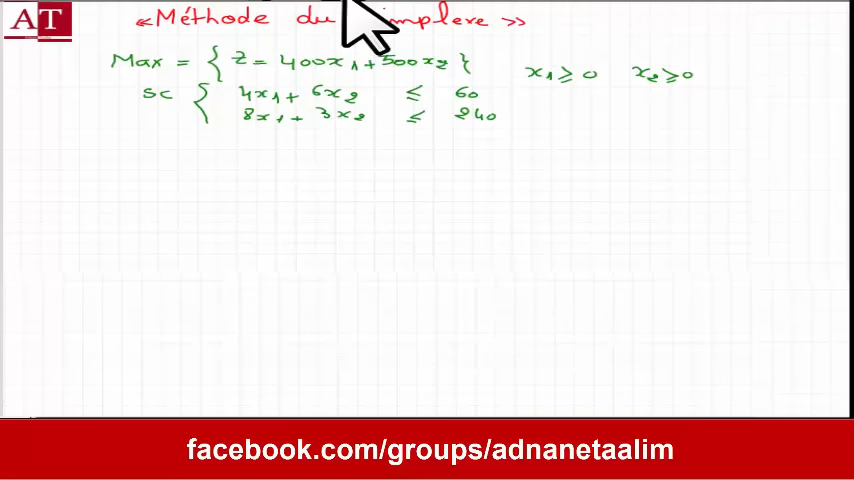 AT
« Méthode du implexe »
Max = { Z = 400x1 + 500x2 }
x1 ≥ 0 x2 ≥ 0
SC { 4x1 + 6x2 ≤ 60
8x1 + 3x2 ≤ 240
facebook.com/groups/adnanetaalim